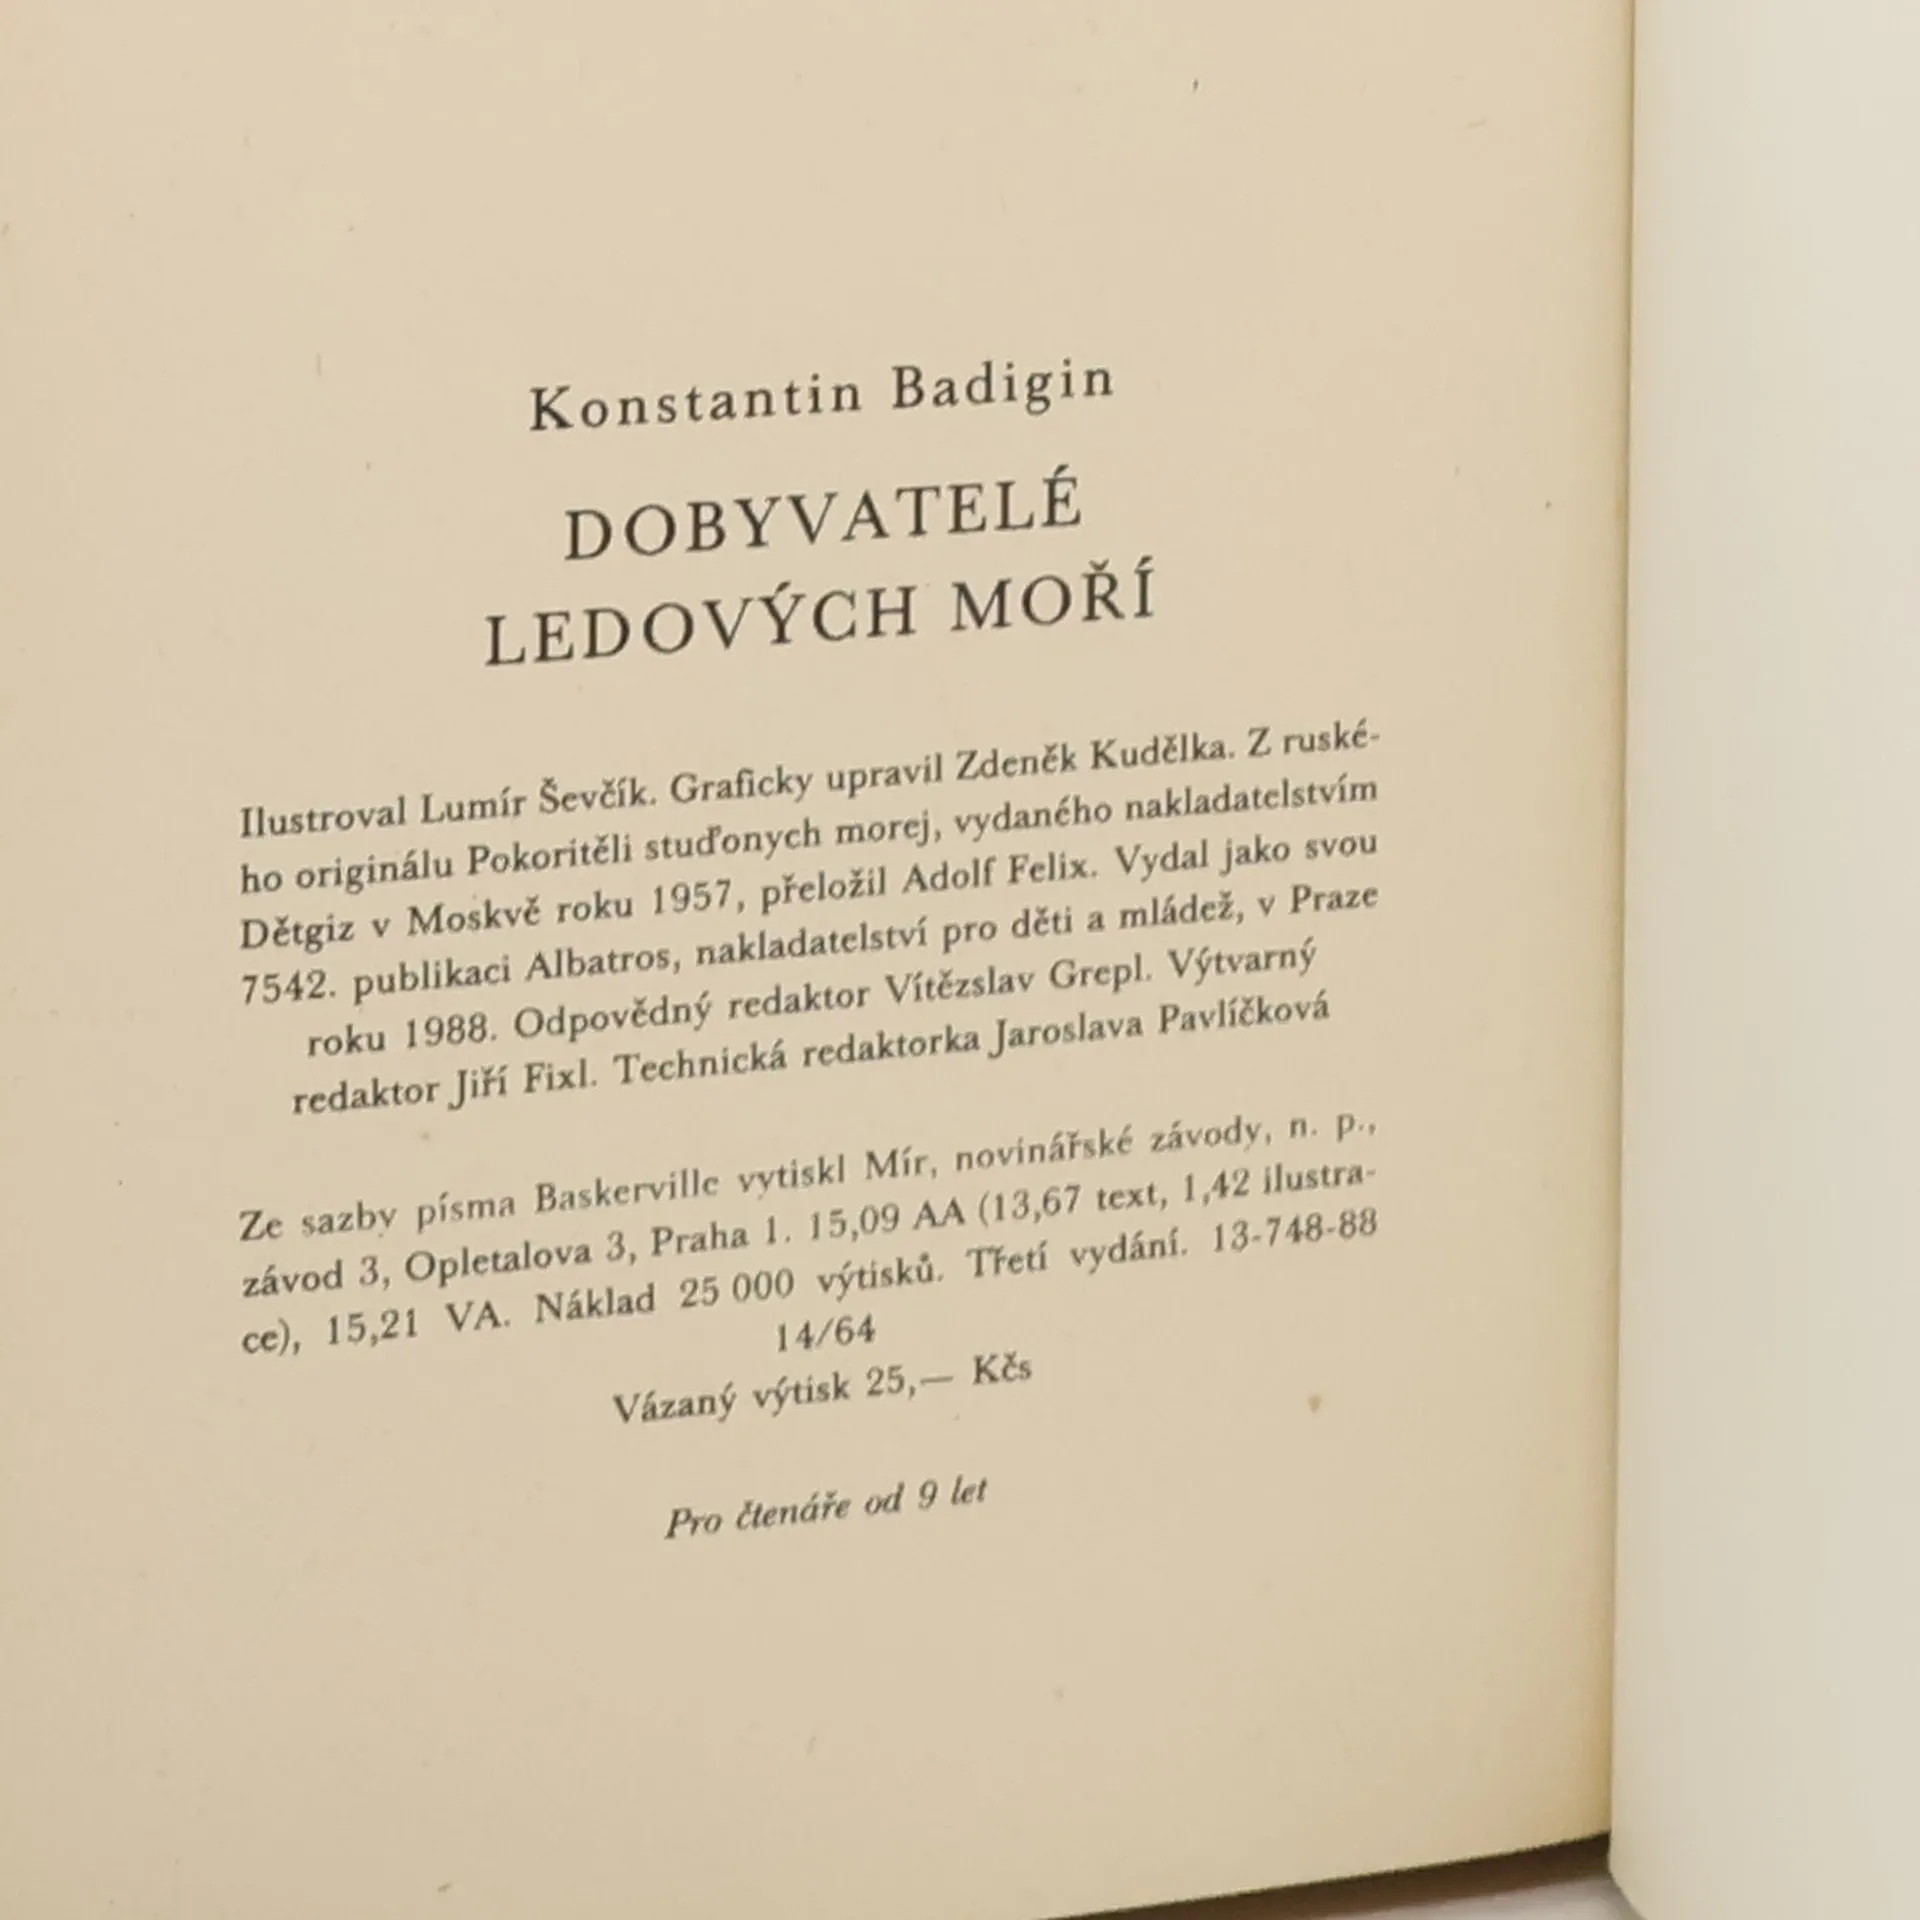 Konstantin Badigin
DOBYVATELÉ
LEDOVÝCH MOŘÍ
Ilustroval Lumír Ševčík. Graficky upravil Zdeněk Kudělka. Z ruské-
ho originálu Pokoritěli stuďonych morej, vydaného nakladatelstvím
Dětgiz v Moskvě roku 1957, přeložil Adolf Felix. Vydal jako svou
7542. publikaci Albatros, nakladatelství pro děti a mládež, v Praze
roku 1988. Odpovědný redaktor Vítězslav Grepl. Výtvarný
redaktor Jiří Fixl. Technická redaktorka Jaroslava Pavlíčková
Ze sazby písma Baskerville vytiskl Mír, novinářské závody, n. p.,
závod 3, Opletalova 3, Praha 1. 15,09 AA (13,67 text, 1,42 ilustra-
ce), 15,21 VA. Náklad 25 000 výtisků. Třetí vydání. 13-748-88
14/64
Vázaný výtisk 25,— Kčs
Pro čtenáře od 9 let